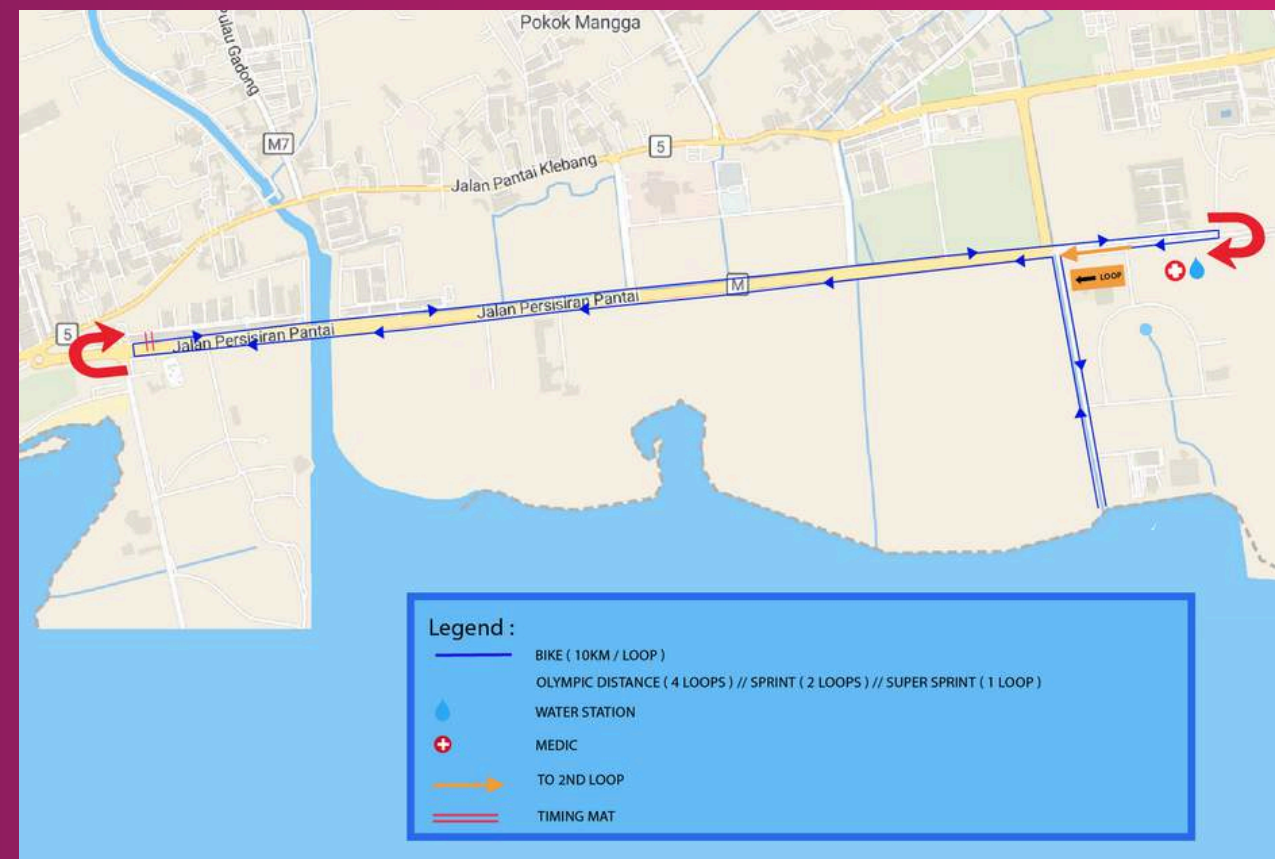 Pulau Gadong
Pokok Mangga
M7
5
Jalan Pantai Klebang
LOOP
M
Jalan Persisiran Pantai
5
Jalan Persisiran Pantai
Legend :
BIKE ( 10KM / LOOP )
OLYMPIC DISTANCE ( 4 LOOPS ) // SPRINT ( 2 LOOPS ) // SUPER SPRINT ( 1 LOOP )
WATER STATION
MEDIC
TO 2ND LOOP
TIMING MAT